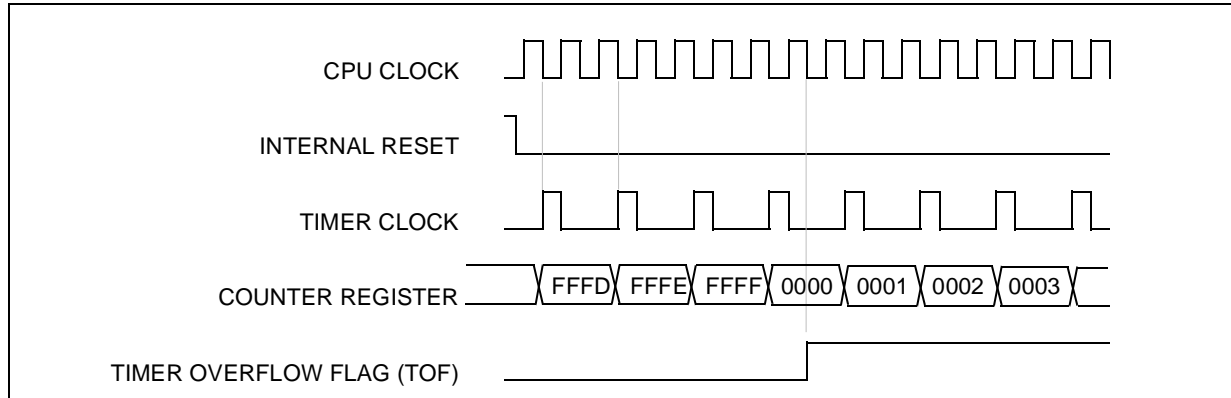 CPU CLOCK
INTERNAL RESET
TIMER CLOCK
COUNTER REGISTER FFFD FFFE FFFF 0000 0001 0002 0003
TIMER OVERFLOW FLAG (TOF)